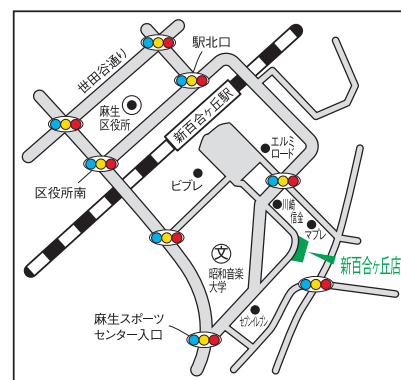 駅北口
世田谷通り
麻生
区役所
新百合ヶ丘駅
エルミ
ロード
区役所南
ビブレ
川崎
信金
マプレ
文
昭和音楽
大学
新百合ヶ丘店
麻生スポーツ
センター入口
セブンイレブン